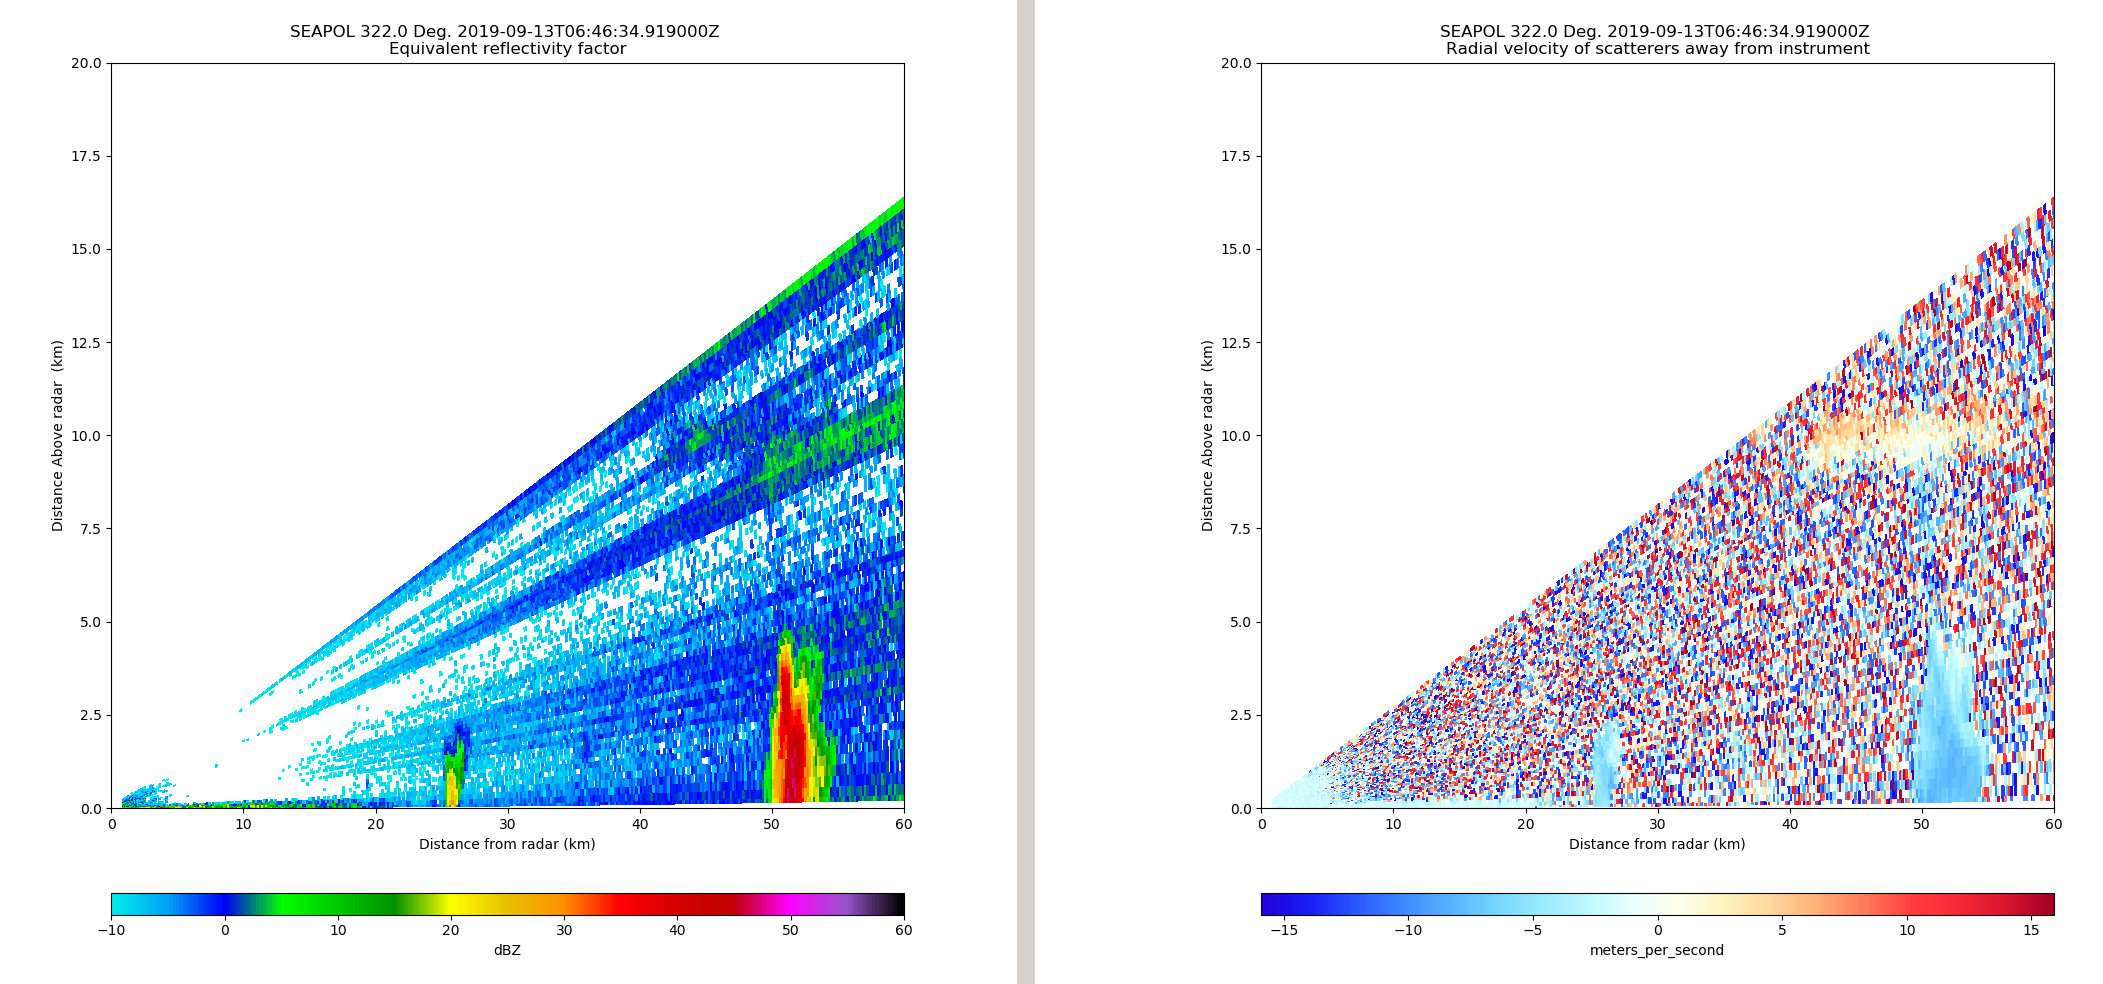 SEAPOL 322.0 Deg. 2019-09-13T06:46:34.919000Z
Equivalent reflectivity factor
20.0
17.5
15.0
12.5
10.0
7.5
5.0
2.5
0.0
Distance Above radar (km)
0 10 20 30 40 50 60
Distance from radar (km)
−10 0 10 20 30 40 50 60
dBZ
SEAPOL 322.0 Deg. 2019-09-13T06:46:34.919000Z
Radial velocity of scatterers away from instrument
20.0
17.5
15.0
12.5
10.0
7.5
5.0
2.5
0.0
Distance Above radar (km)
0 10 20 30 40 50 60
Distance from radar (km)
−15 −10 −5 0 5 10 15
meters_per_second